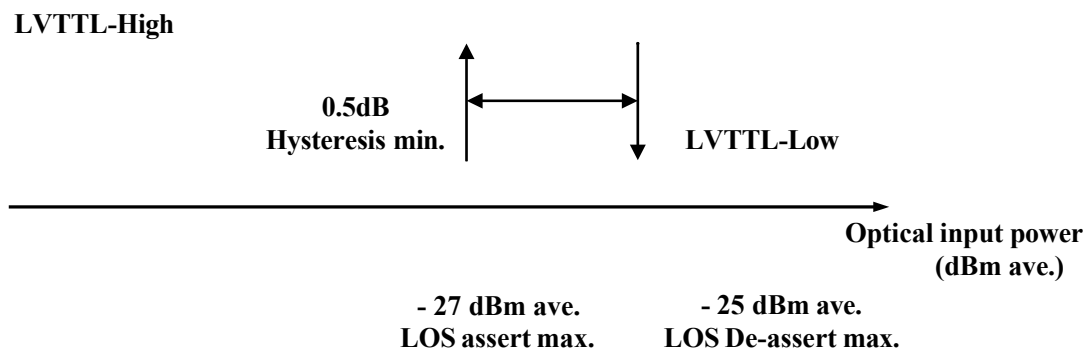 LVTTL-High
0.5dB
Hysteresis min.
LVTTL-Low
Optical input power
(dBm ave.)
- 27 dBm ave.
LOS assert max.
- 25 dBm ave.
LOS De-assert max.